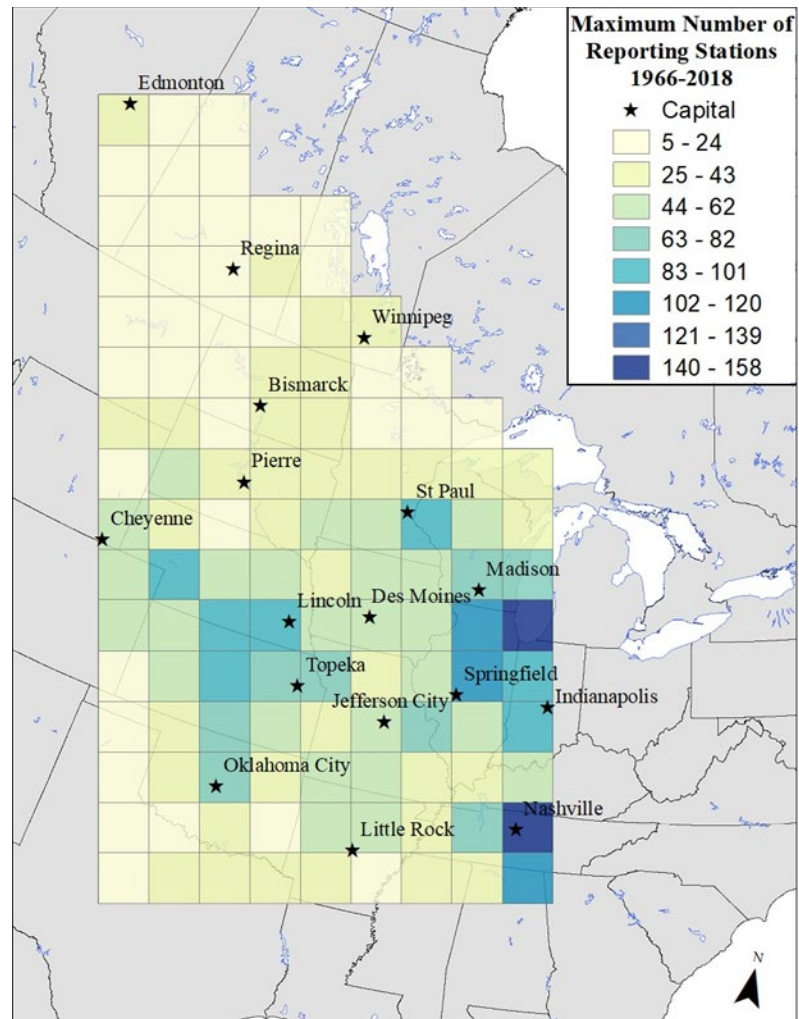 Maximum Number of
Reporting Stations
1966-2018
Capital
5 - 24
25 - 43
44 - 62
63 - 82
83 - 101
102 - 120
121 - 139
140 - 158
Edmonton
Regina
Winnipeg
Bismarck
Pierre
St Paul
Cheyenne
Madison
Lincoln
Des Moines
Topeka
Springfield
Jefferson City
Indianapolis
Oklahoma City
Nashville
Little Rock
N